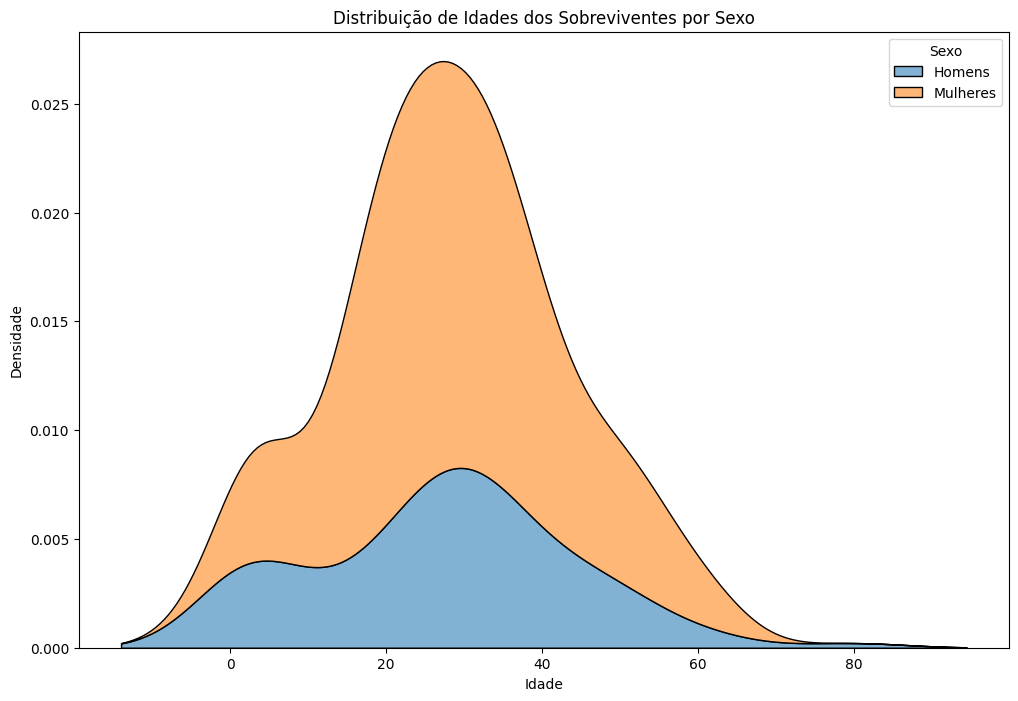 Distribuição de Idades dos Sobreviventes por Sexo
Sexo
Homens
Mulheres
0.025
0.020
0.015
0.010
0.005
0.000
Densidade
0 20 40 60 80
Idade